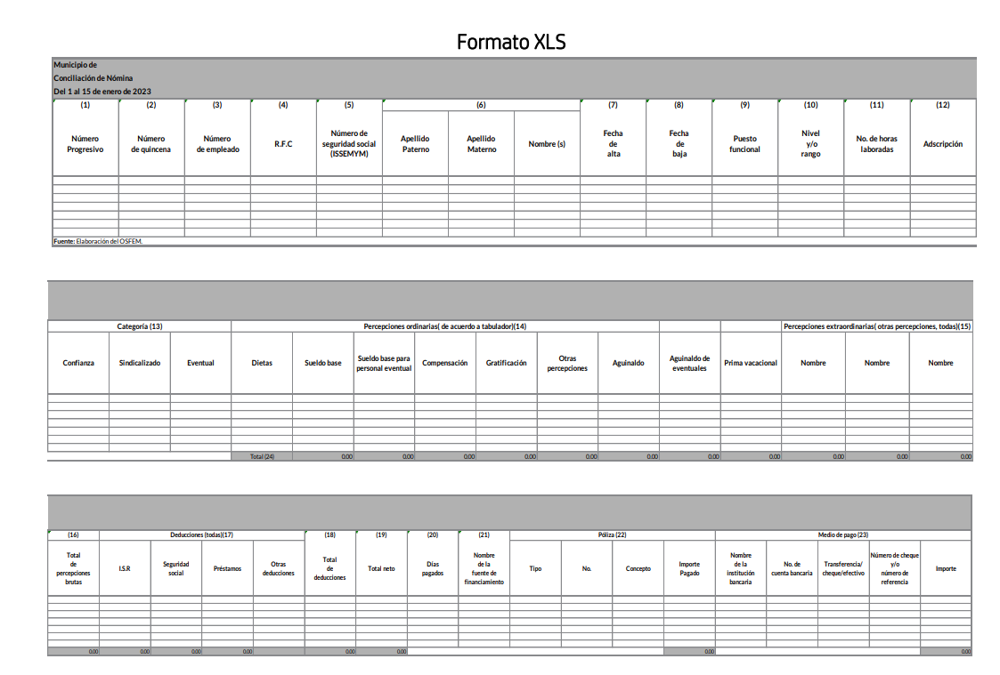 Formato XLS
Municipio de
Conciliación de Nómina
Del 1 al 15 de enero de 2023
(1) (2) (3) (4) (5) (6) (7) (8) (9) (10) (11) (12)
Número Progresivo
Número de quincena
Número de empleado
R.F.C
Número de seguridad social (ISSEMYM)
Apellido Paterno
Apellido Materno
Nombre (s)
Fecha de alta
Fecha de baja
Puesto funcional
Nivel y/o rango
No. de horas laboradas
Adscripción
Fuente: Elaboración del OSFEM.
Categoría (13)
Percepciones ordinarias( de acuerdo a tabulador)(14)
Percepciones extraordinarias( otras percepciones, todas)(15)
Confianza
Sindicalizado
Eventual
Dietas
Sueldo base
Sueldo base para personal eventual
Compensación
Gratificación
Otras percepciones
Aguinaldo
Aguinaldo de eventuales
Prima vacacional
Nombre
Nombre
Nombre
Total (24) 0.00 0.00 0.00 0.00 0.00 0.00 0.00 0.00 0.00 0.00 0.00
(16) Deducciones (todas)(17) (18) (19) (20) (21) Póliza (22) Medio de pago (23)
Total de percepciones brutas
I.S.R
Seguridad social
Préstamos
Otras deducciones
Total de deducciones
Total neto
Días pagados
Nombre de la fuente de financiamiento
Tipo
No.
Concepto
Importe Pagado
Nombre de la institución bancaria
No. de cuenta bancaria
Transferencia/ cheque/efectivo
Número de cheque y/o número de referencia
Importe
0.00 0.00 0.00 0.00 0.00 0.00 0.00 0.00